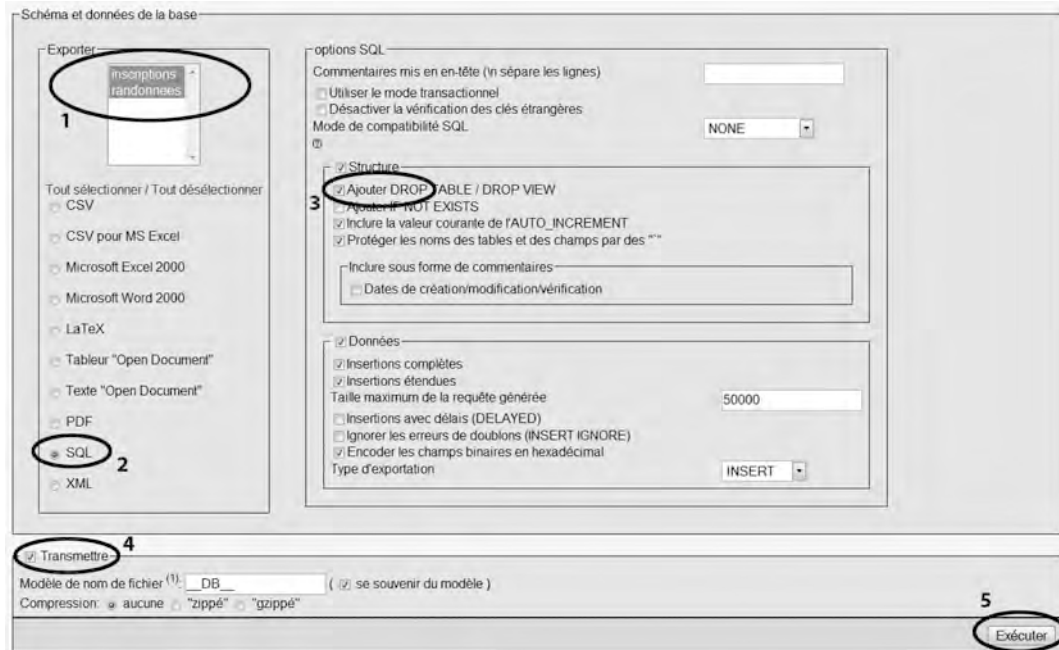 Schéma et données de la base
Exporter
inscriptions
randonnees
1
Tout sélectionner / Tout désélectionner
CSV
CSV pour MS Excel
Microsoft Excel 2000
Microsoft Word 2000
LaTeX
Tableur "Open Document"
Texte "Open Document"
PDF
SQL
2
XML
options SQL
Commentaires mis en en-tête (\n sépare les lignes)
Utiliser le mode transactionnel
Désactiver la vérification des clés étrangères
Mode de compatibilité SQL
NONE
Structure
Ajouter DROP TABLE / DROP VIEW
3
Ajouter IF NOT EXISTS
Inclure la valeur courante de l'AUTO_INCREMENT
Protéger les noms des tables et des champs par des "`"
Inclure sous forme de commentaires
Dates de création/modification/vérification
Données
Insertions complètes
Insertions étendues
Taille maximum de la requête générée
50000
Insertions avec délais (DELAYED)
Ignorer les erreurs de doublons (INSERT IGNORE)
Encoder les champs binaires en hexadécimal
Type d'exportation
INSERT
4
Transmettre
Modèle de nom de fichier (1): __DB__ ( se souvenir du modèle )
Compression: aucune "zippé" "gzippé"
5
Exécuter